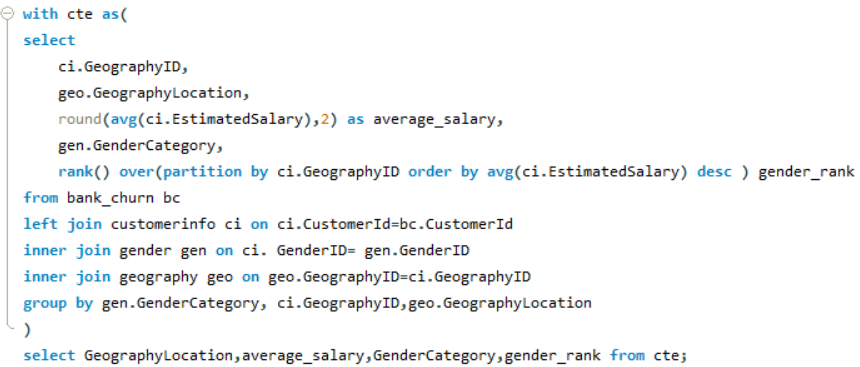 with cte as(
select
ci.GeographyID,
geo.GeographyLocation,
round(avg(ci.EstimatedSalary),2) as average_salary,
gen.GenderCategory,
rank() over(partition by ci.GeographyID order by avg(ci.EstimatedSalary) desc ) gender_rank
from bank_churn bc
left join customerinfo ci on ci.CustomerId=bc.CustomerId
inner join gender gen on ci. GenderID= gen.GenderID
inner join geography geo on geo.GeographyID=ci.GeographyID
group by gen.GenderCategory, ci.GeographyID,geo.GeographyLocation
)
select GeographyLocation,average_salary,GenderCategory,gender_rank from cte;